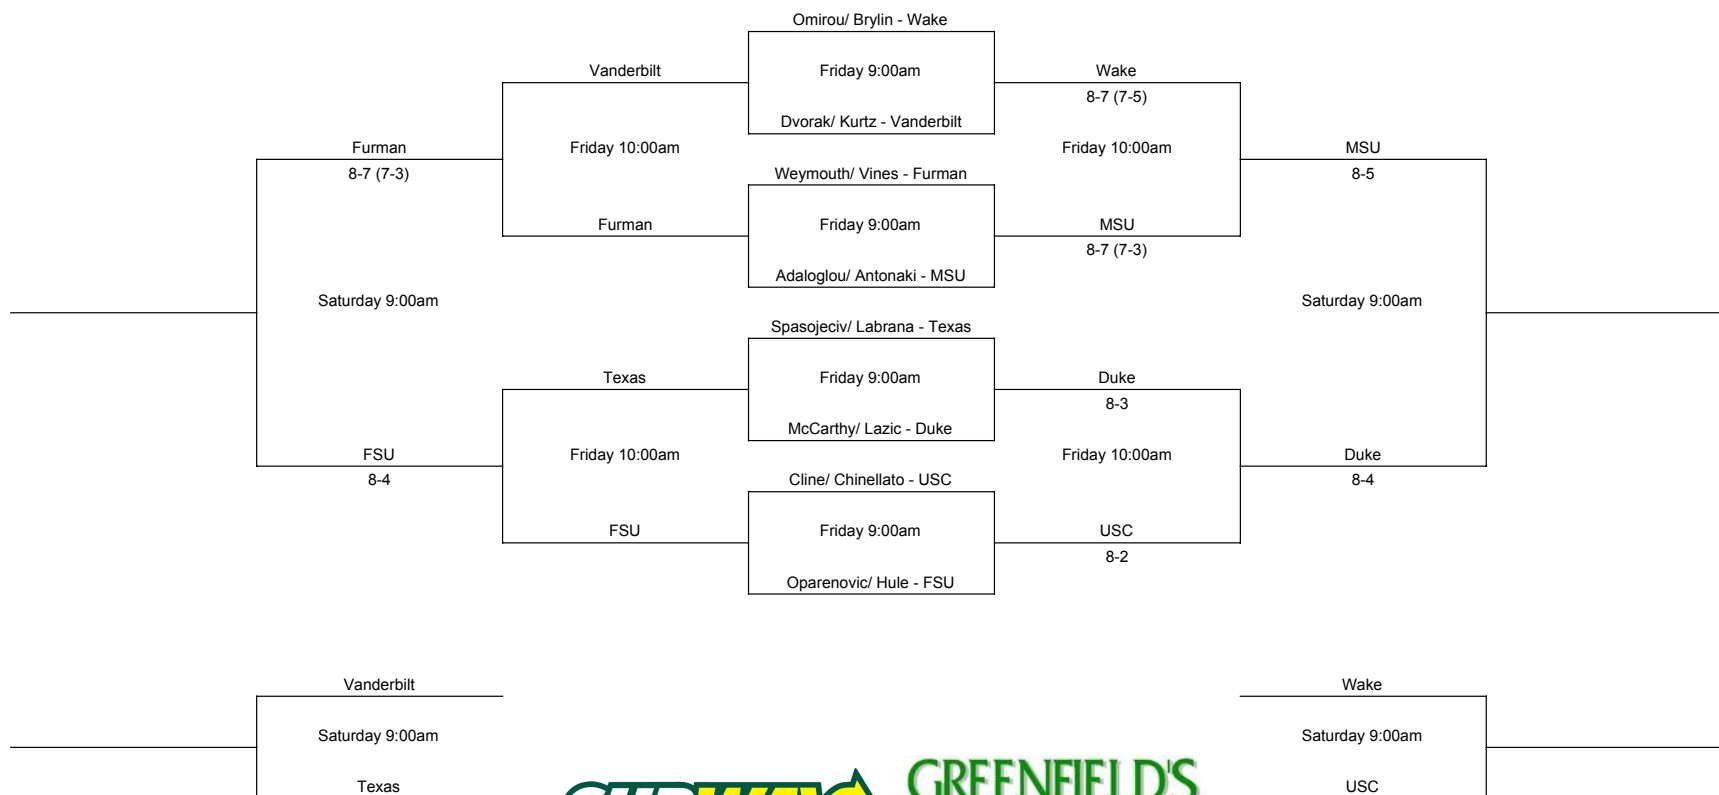 Omirou/ Brylin - Wake
Vanderbilt
Friday 9:00am
Wake
8-7 (7-5)
Dvorak/ Kurtz - Vanderbilt
Furman
Friday 10:00am
Friday 10:00am
MSU
8-7 (7-3)
Weymouth/ Vines - Furman
8-5
Furman
Friday 9:00am
MSU
8-7 (7-3)
Adaloglou/ Antonaki - MSU
Saturday 9:00am
Saturday 9:00am
Spasojeciv/ Labrana - Texas
Texas
Friday 9:00am
Duke
8-3
McCarthy/ Lazic - Duke
FSU
Friday 10:00am
Friday 10:00am
Duke
8-4
Cline/ Chinellato - USC
8-4
FSU
Friday 9:00am
USC
8-2
Oparenovic/ Hule - FSU
Vanderbilt
Wake
Saturday 9:00am
Saturday 9:00am
Texas
SUBWAY
GREENFIELD'S
USC